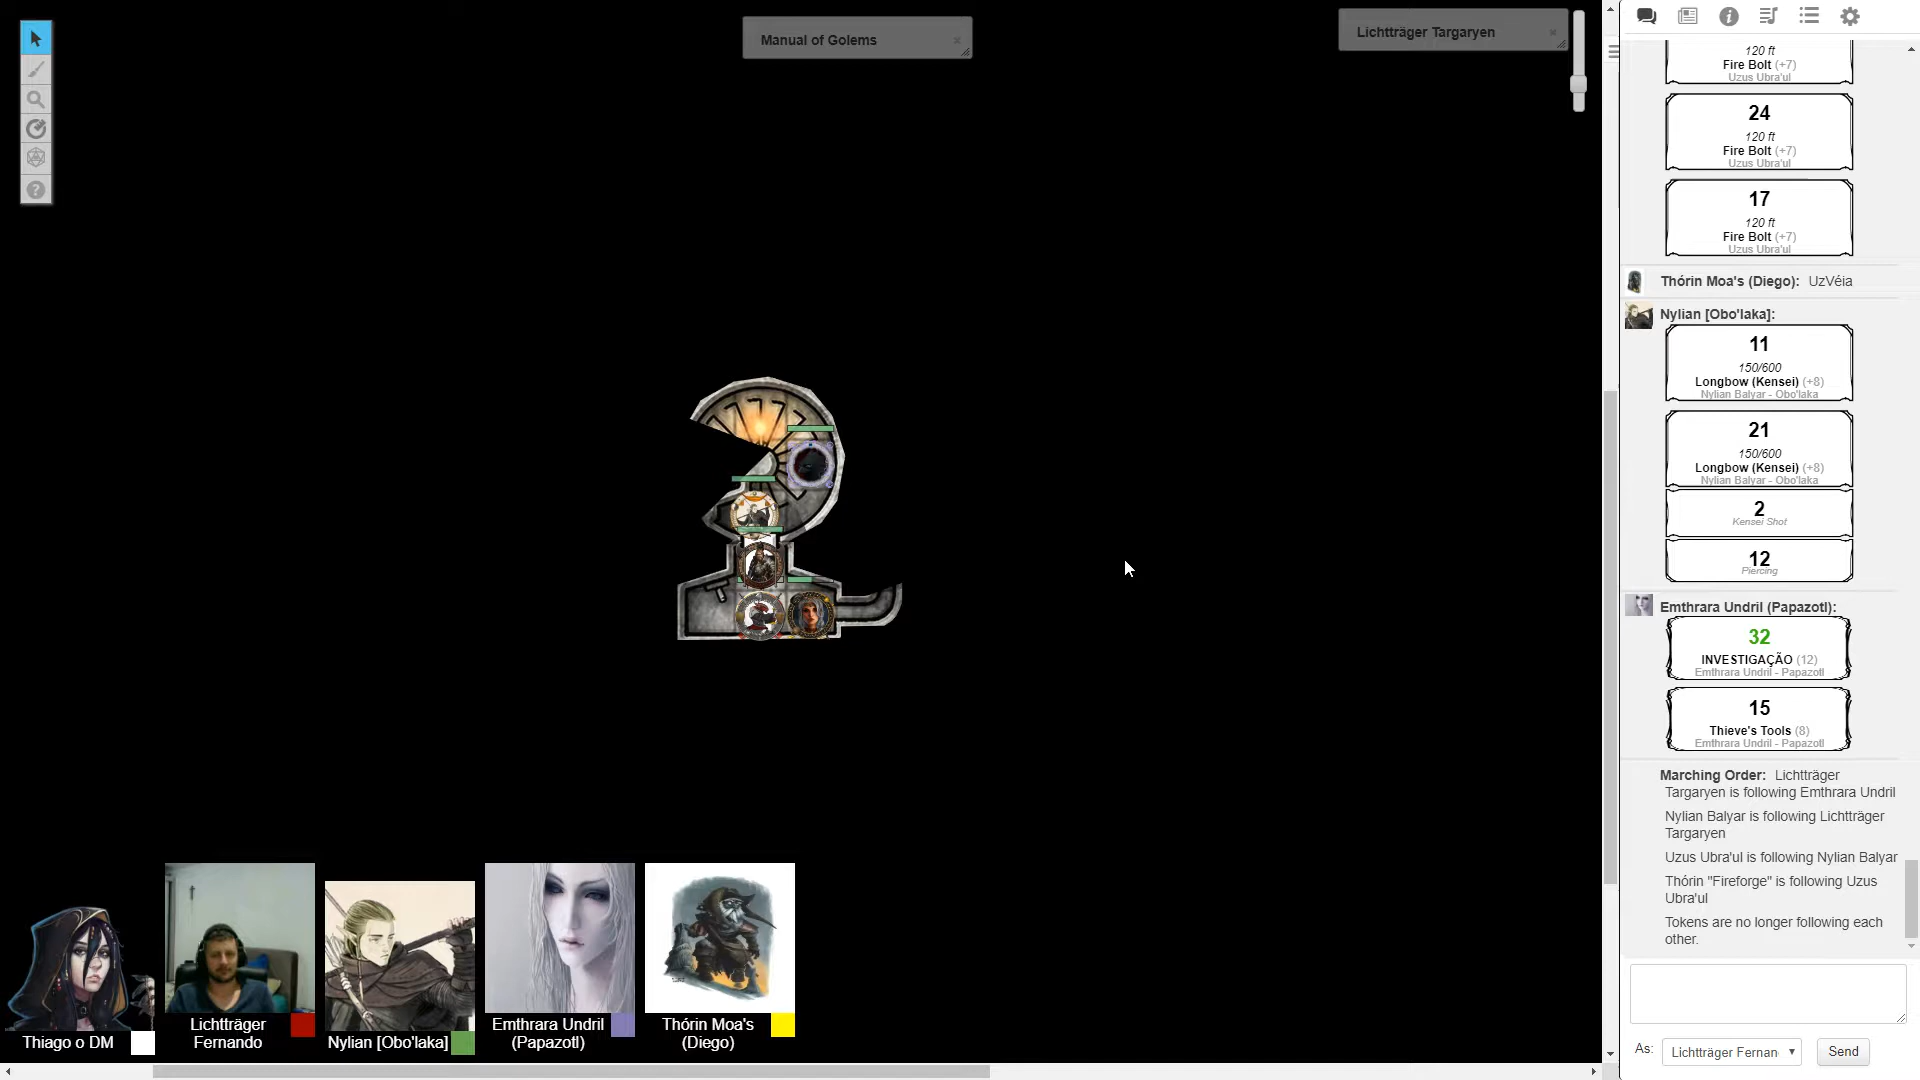 Manual of Golems
Lichtträger Targaryen
120 ft
Fire Bolt (+7)
Uzus Ubra'ul
24
120 ft
Fire Bolt (+7)
Uzus Ubra'ul
17
120 ft
Fire Bolt (+7)
Uzus Ubra'ul
Thórin Moa's (Diego): UzVéia
Nylian [Obo'laka]:
11
150/600
Longbow (Kensei) (+8)
Nylian Balyar - Obo'laka
21
150/600
Longbow (Kensei) (+8)
Nylian Balyar - Obo'laka
2
Kensei Shot
12
Piercing
Emthrara Undril (Papazotl):
32
INVESTIGAÇÃO (12)
Emthrara Undril - Papazotl
15
Thieve's Tools (8)
Emthrara Undril - Papazotl
Marching Order: Lichtträger
Targaryen is following Emthrara Undril
Nylian Balyar is following Lichtträger
Targaryen
Uzus Ubra'ul is following Nylian Balyar
Thórin "Fireforge" is following Uzus
Ubra'ul
Tokens are no longer following each
other.
As: Lichtträger Fernan
Send
Thiago o DM
Lichtträger
Fernando
Nylian [Obo'laka]
Emthrara Undril
(Papazotl)
Thórin Moa's
(Diego)